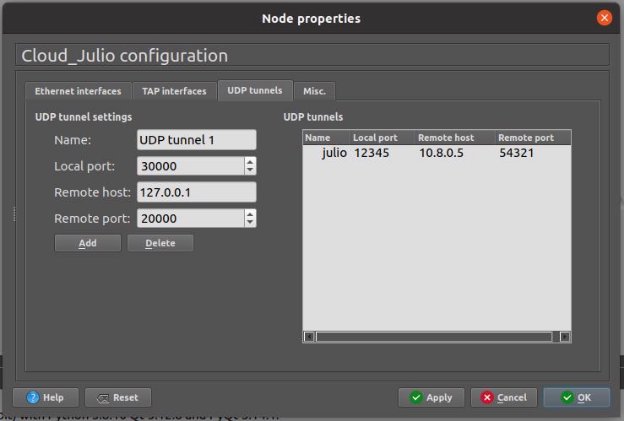 Node properties
Cloud_Julio configuration
Ethernet interfaces TAP interfaces UDP tunnels Misc.
UDP tunnel settings
Name: UDP tunnel 1
Local port: 30000
Remote host: 127.0.0.1
Remote port: 20000
Add Delete
UDP tunnels
Name Local port Remote host Remote port
julio 12345 10.8.0.5 54321
Help Reset Apply Cancel OK